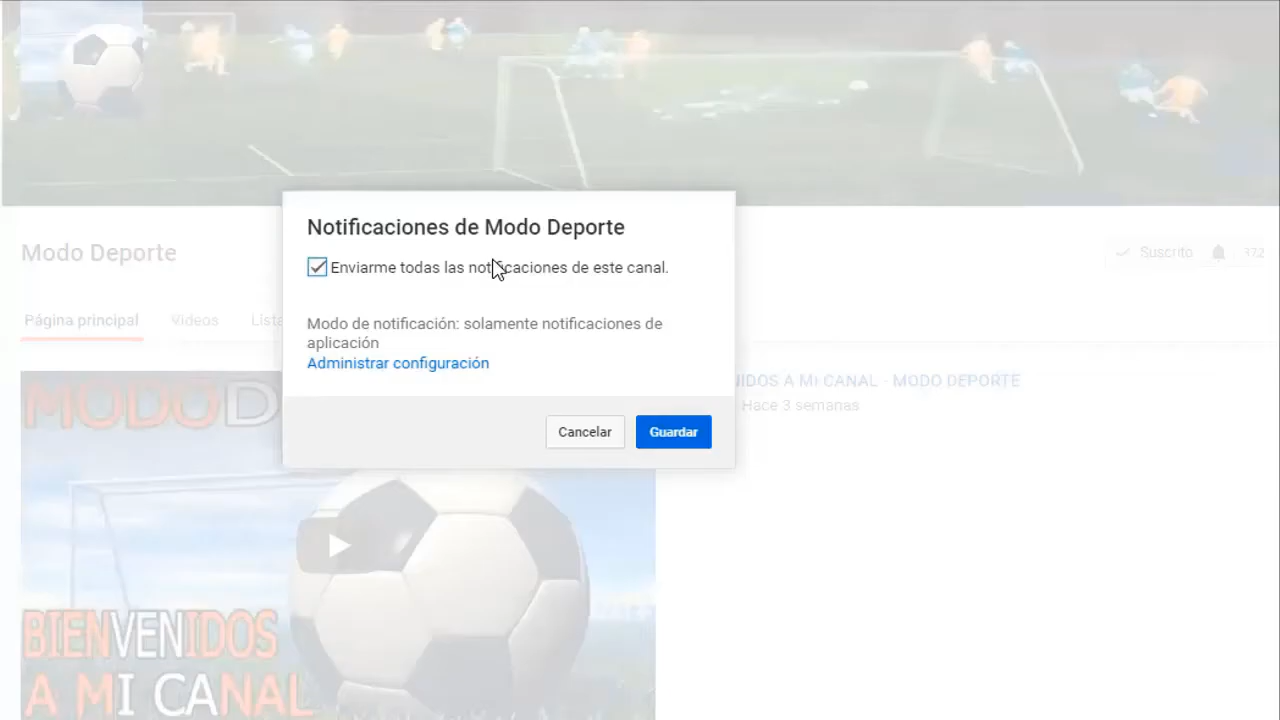 Notificaciones de Modo Deporte
Enviarme todas las notificaciones de este canal.
Modo de notificación: solamente notificaciones de
aplicación
Administrar configuración
Cancelar
Guardar
Modo Deporte
Suscrito 372
Página principal Videos
MODO D
IDOS A MI CANAL - MODO DEPORTE
Hace 3 semanas
BIENVENIDOS
A MI CANAL